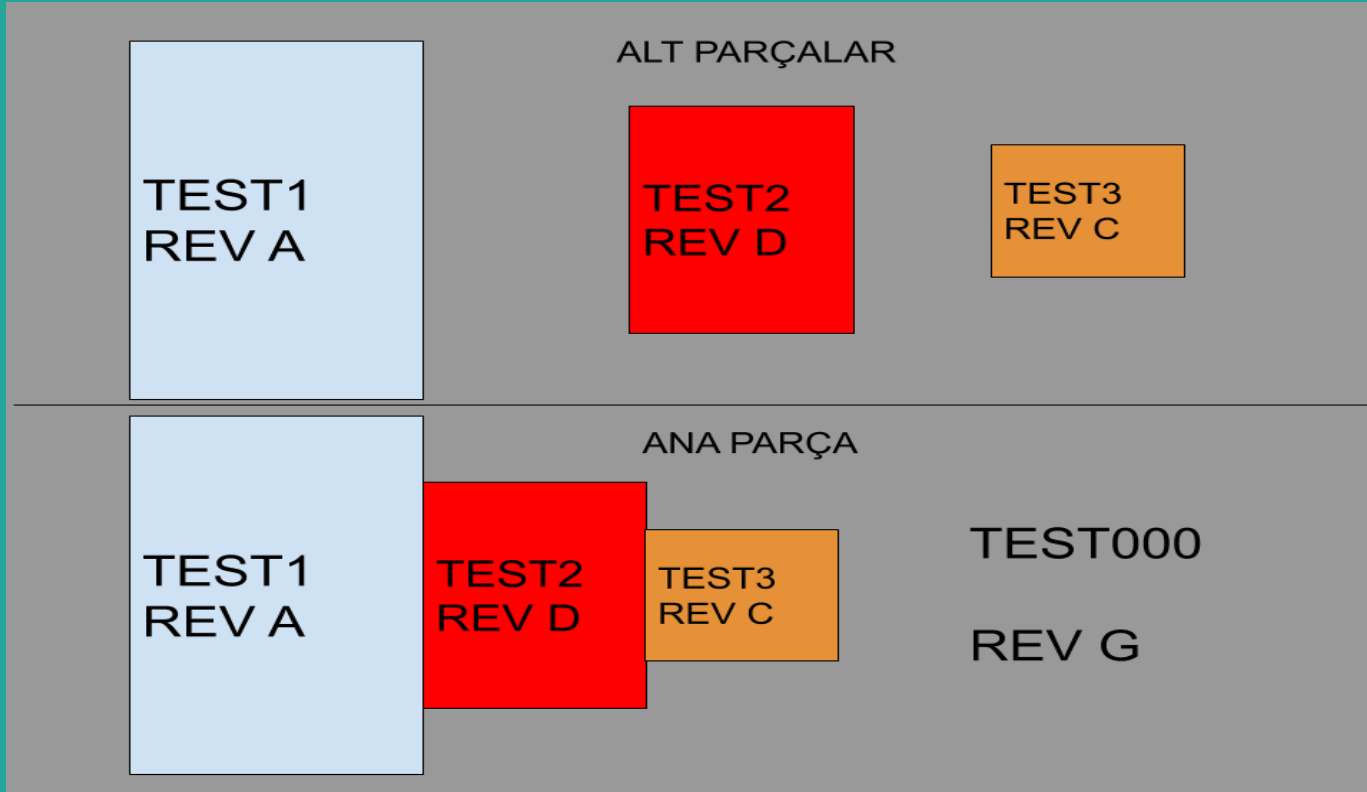 ALT PARÇALAR
TEST1
REV A
TEST2
REV D
TEST3
REV C
ANA PARÇA
TEST1
REV A
TEST2
REV D
TEST3
REV C
TEST000
REV G